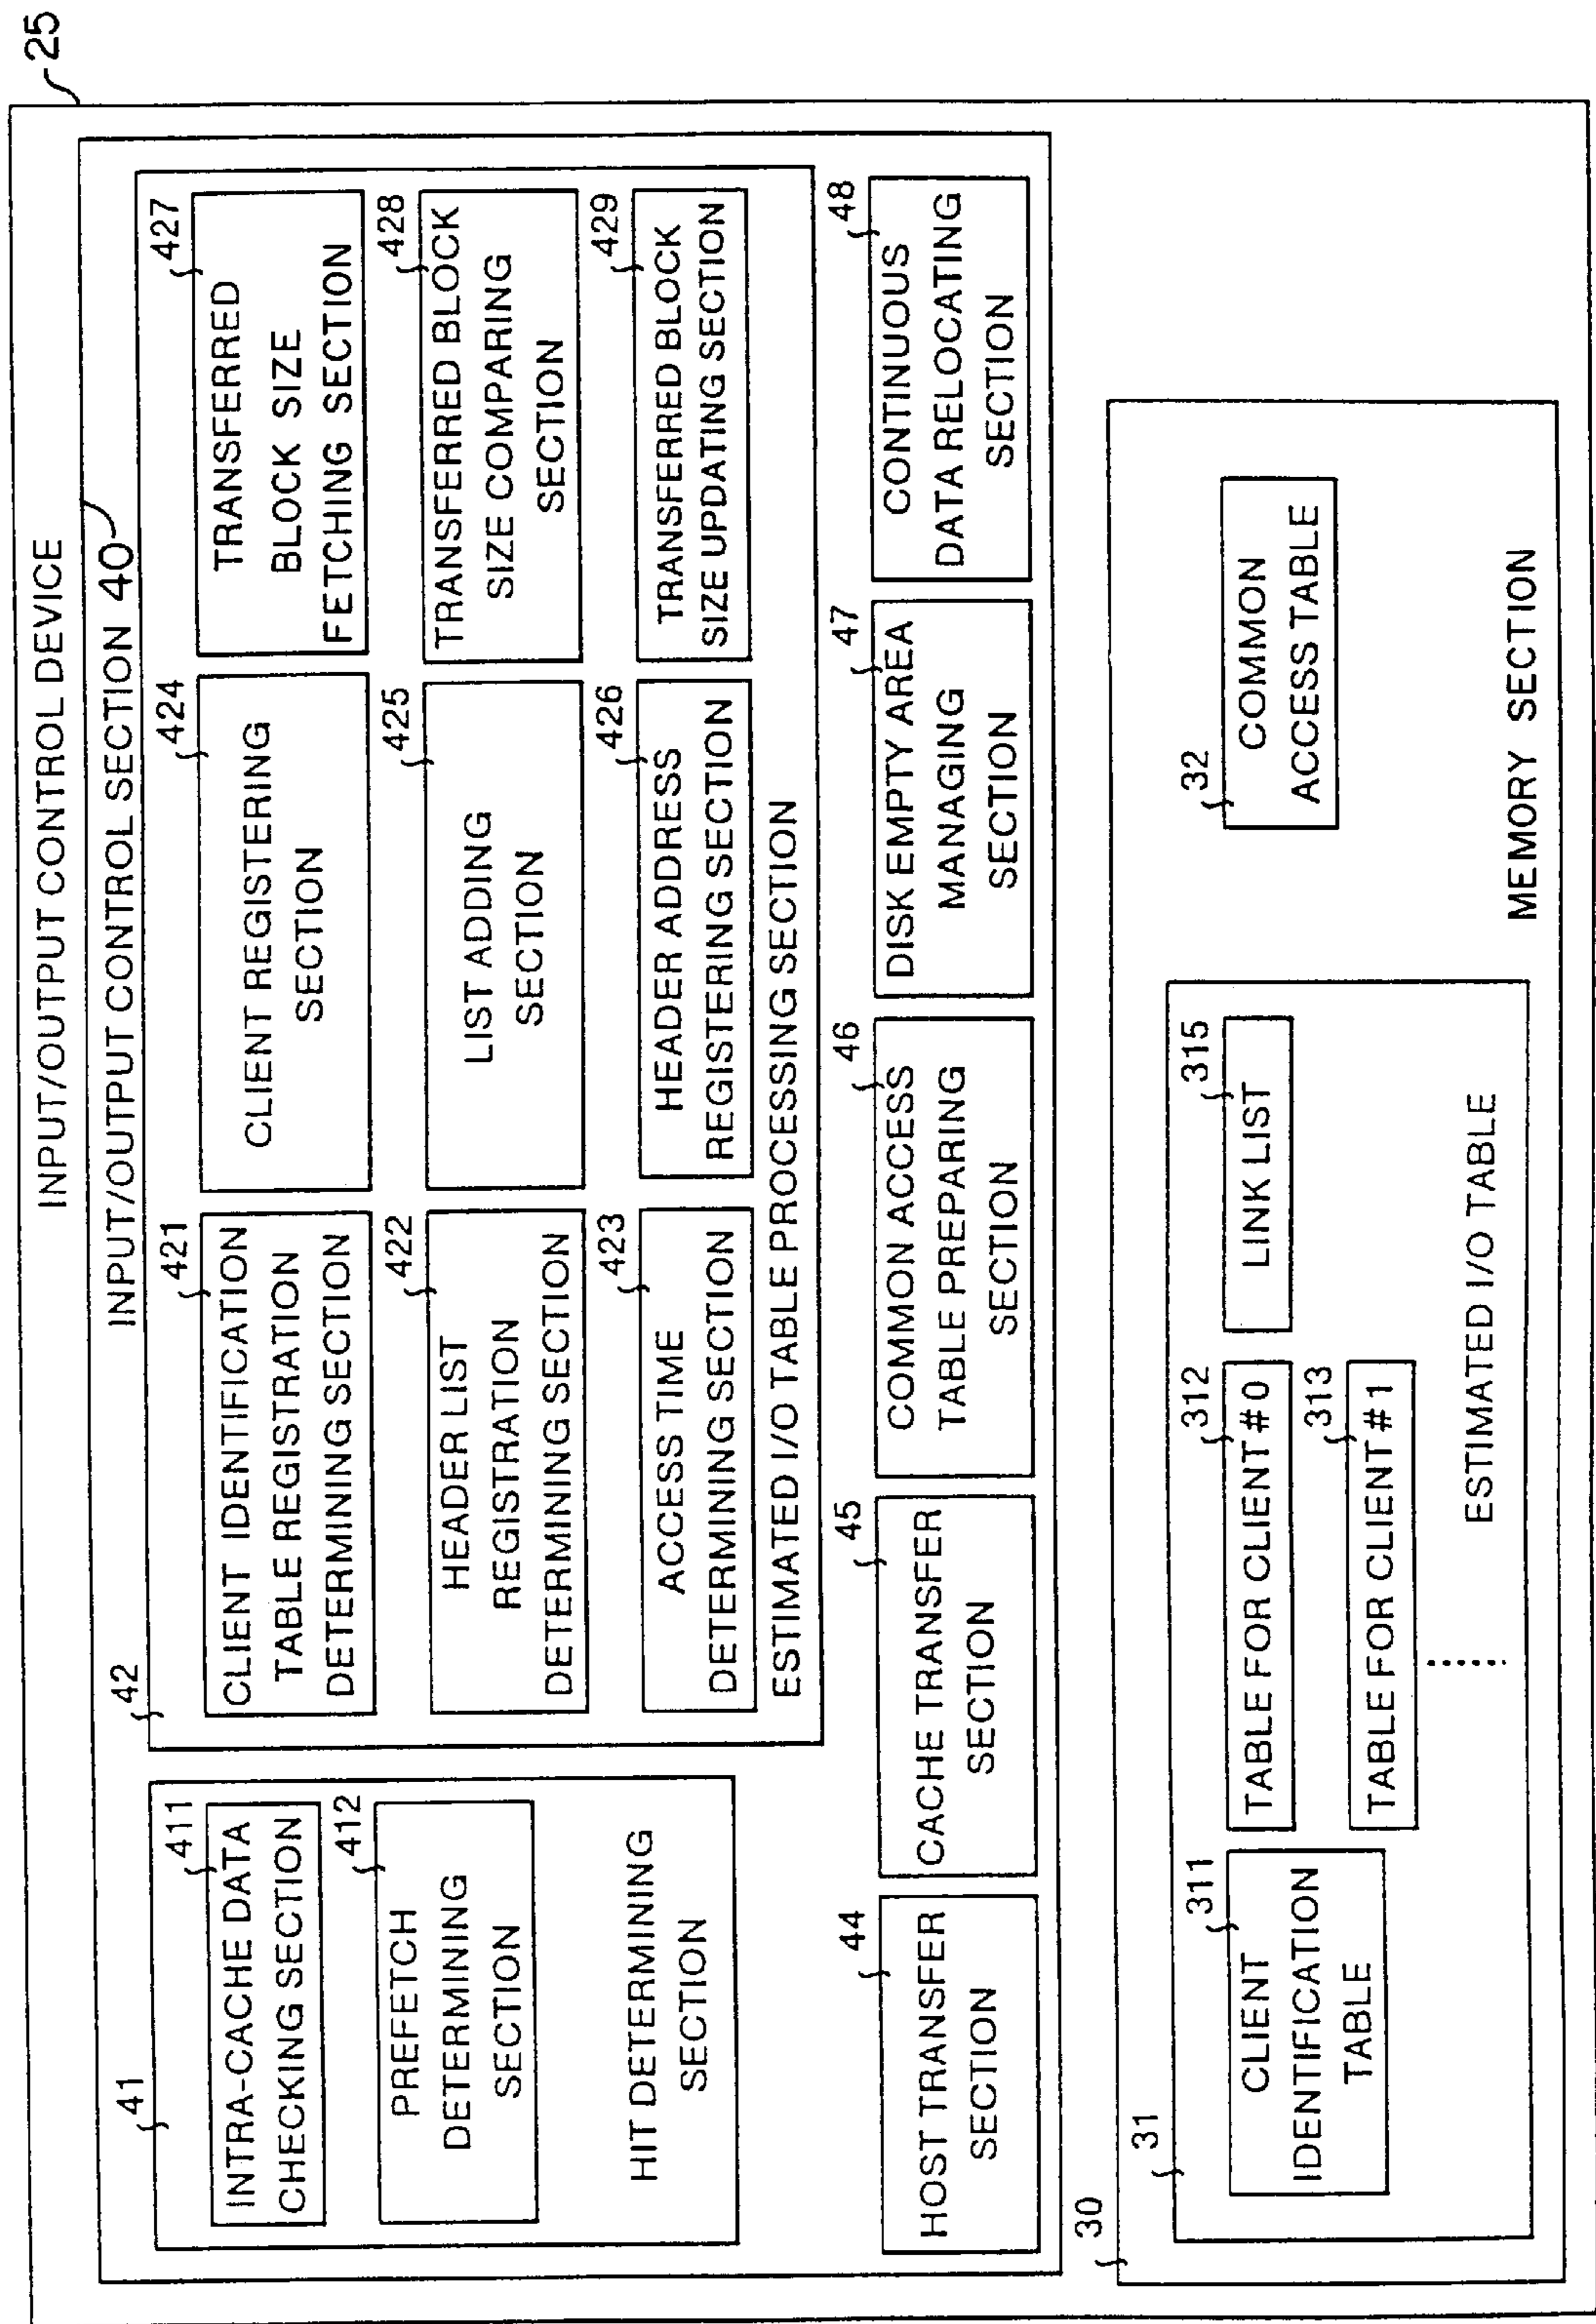 25
INPUT/OUTPUT CONTROL DEVICE
INPUT/OUTPUT CONTROL SECTION 40
41
411
INTRA-CACHE DATA
CHECKING SECTION
412
PREFETCH
DETERMINING
SECTION
HIT DETERMINING
SECTION
42
421
CLIENT IDENTIFICATION
TABLE REGISTRATION
DETERMINING SECTION
422
HEADER LIST
REGISTRATION
DETERMINING SECTION
423
ACCESS TIME
DETERMINING SECTION
424
CLIENT REGISTERING
SECTION
425
LIST ADDING
SECTION
426
HEADER ADDRESS
REGISTERING SECTION
427
TRANSFERRED
BLOCK SIZE
FETCHING SECTION
428
TRANSFERRED BLOCK
SIZE COMPARING
SECTION
429
TRANSFERRED BLOCK
SIZE UPDATING SECTION
ESTIMATED I/O TABLE PROCESSING SECTION
44
HOST TRANSFER
SECTION
45
CACHE TRANSFER
SECTION
46
COMMON ACCESS
TABLE PREPARING
SECTION
47
DISK EMPTY AREA
MANAGING
SECTION
48
CONTINUOUS
DATA RELOCATING
SECTION
30
31
311
CLIENT
IDENTIFICATION
TABLE
312
TABLE FOR CLIENT #0
313
TABLE FOR CLIENT #1
315
LINK LIST
ESTIMATED I/O TABLE
32
COMMON
ACCESS TABLE
MEMORY SECTION